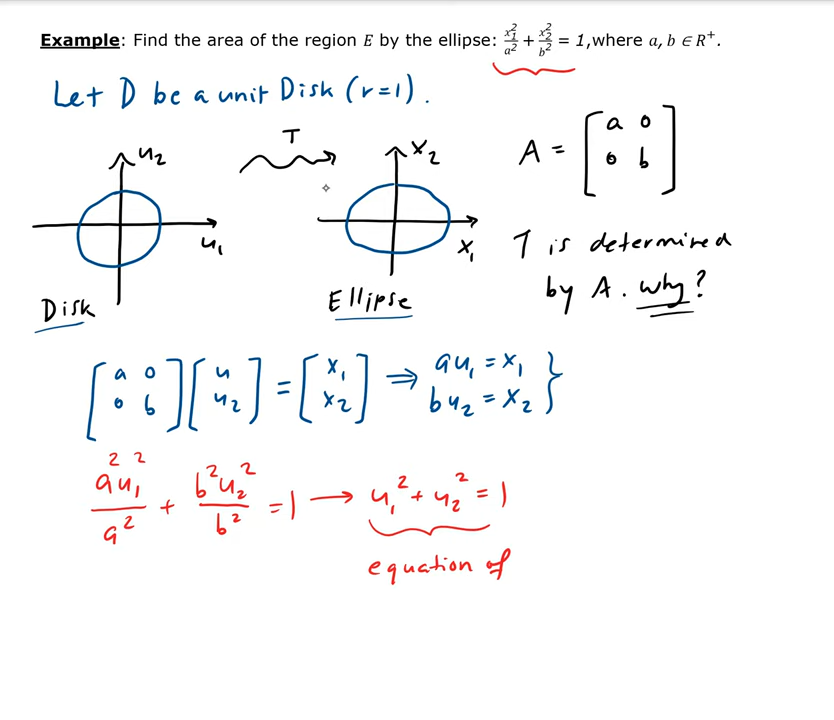 Example: Find the area of the region E by the ellipse: x₁²/a² + x₂²/b² = 1,where a, b ∈ R⁺.
Let D be a unit Disk (r=1).
T
u₂
x₂
A = [a 0
0 b]
u₁
x₁
T is determined
by A. why?
Disk
Ellipse
[a 0
0 b] [u
u₂] = [x₁
x₂] ⇒ au₁ = x₁
bu₂ = x₂ }
a²u₁²/a² + b²u₂²/b² = 1 → u₁² + u₂² = 1
equation of